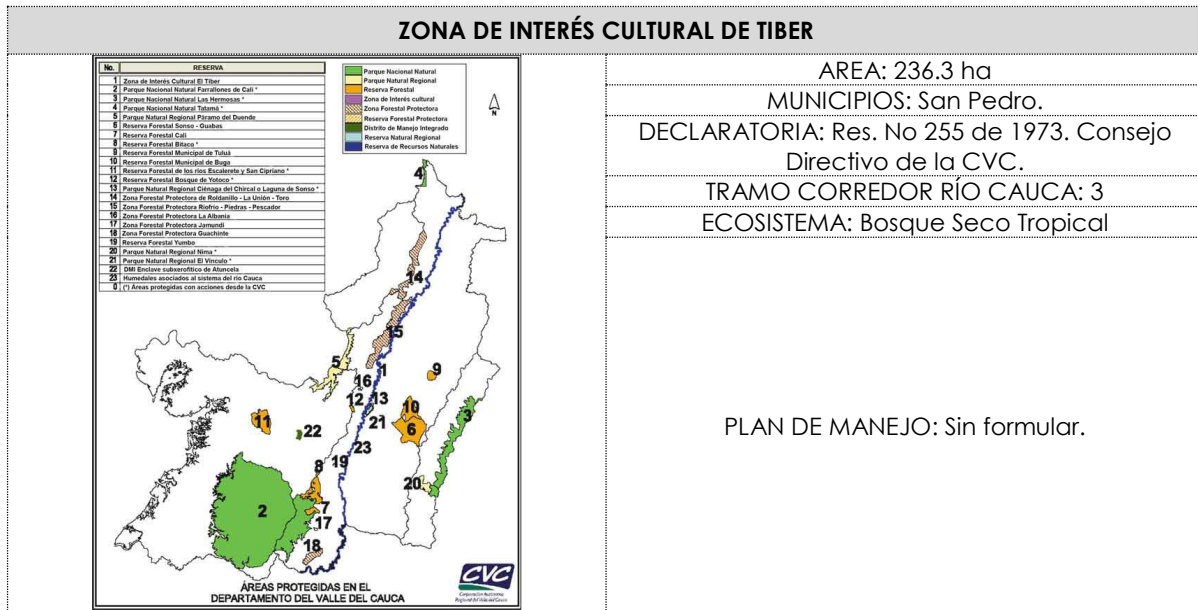 ZONA DE INTERÉS CULTURAL DE TIBER
No. RESERVA
1 Zona de Interés Cultural El Tíber
2 Parque Nacional Natural Farrallones de Cali *
3 Parque Nacional Natural Las Hermosas *
4 Parque Nacional Natural Tatamá *
5 Parque Natural Regional Páramo del Duende
6 Reserva Forestal Sonso - Guabas
7 Reserva Forestal Cali
8 Reserva Forestal Bitaco *
9 Reserva Forestal Municipal de Tuluá
10 Reserva Forestal Municipal de Buga
11 Reserva Forestal de los ríos Escalerete y San Cipriano *
12 Reserva Forestal Bosque de Yotoco *
13 Parque Natural Regional Ciénaga del Chircal o Laguna de Sonso *
14 Zona Forestal Protectora de Roldanillo - La Unión - Toro
15 Zona Forestal Protectora Riofrío - Piedras - Pescador
16 Zona Forestal Protectora La Albania
17 Zona Forestal Protectora Jamundí
18 Zona Forestal Protectora Guachinte
19 Reserva Forestal Yumbo
20 Parque Natural Regional Nima *
21 Parque Natural Regional El Vínculo *
22 DMI Enclave subxerofítico de Atuncela
23 Humedales asociados al sistema del río Cauca
0 (*) Áreas protegidas con acciones desde la CVC
Parque Nacional Natural
Parque Natural Regional
Reserva Forestal
Zona de Interés cultural
Zona Forestal Protectora
Reserva Forestal Protectora
Distrito de Manejo Integrado
Reserva Natural Regional
Reserva de Recursos Naturales
N
4
14
15
5
1
16
9
12
13
10
3
11
21
6
22
23
19
8
20
2
7
17
18
ÁREAS PROTEGIDAS EN EL
DEPARTAMENTO DEL VALLE DEL CAUCA
CVC
Corporación Autónoma
Regional del Valle del Cauca
AREA: 236.3 ha
MUNICIPIOS: San Pedro.
DECLARATORIA: Res. No 255 de 1973. Consejo
Directivo de la CVC.
TRAMO CORREDOR RÍO CAUCA: 3
ECOSISTEMA: Bosque Seco Tropical
PLAN DE MANEJO: Sin formular.